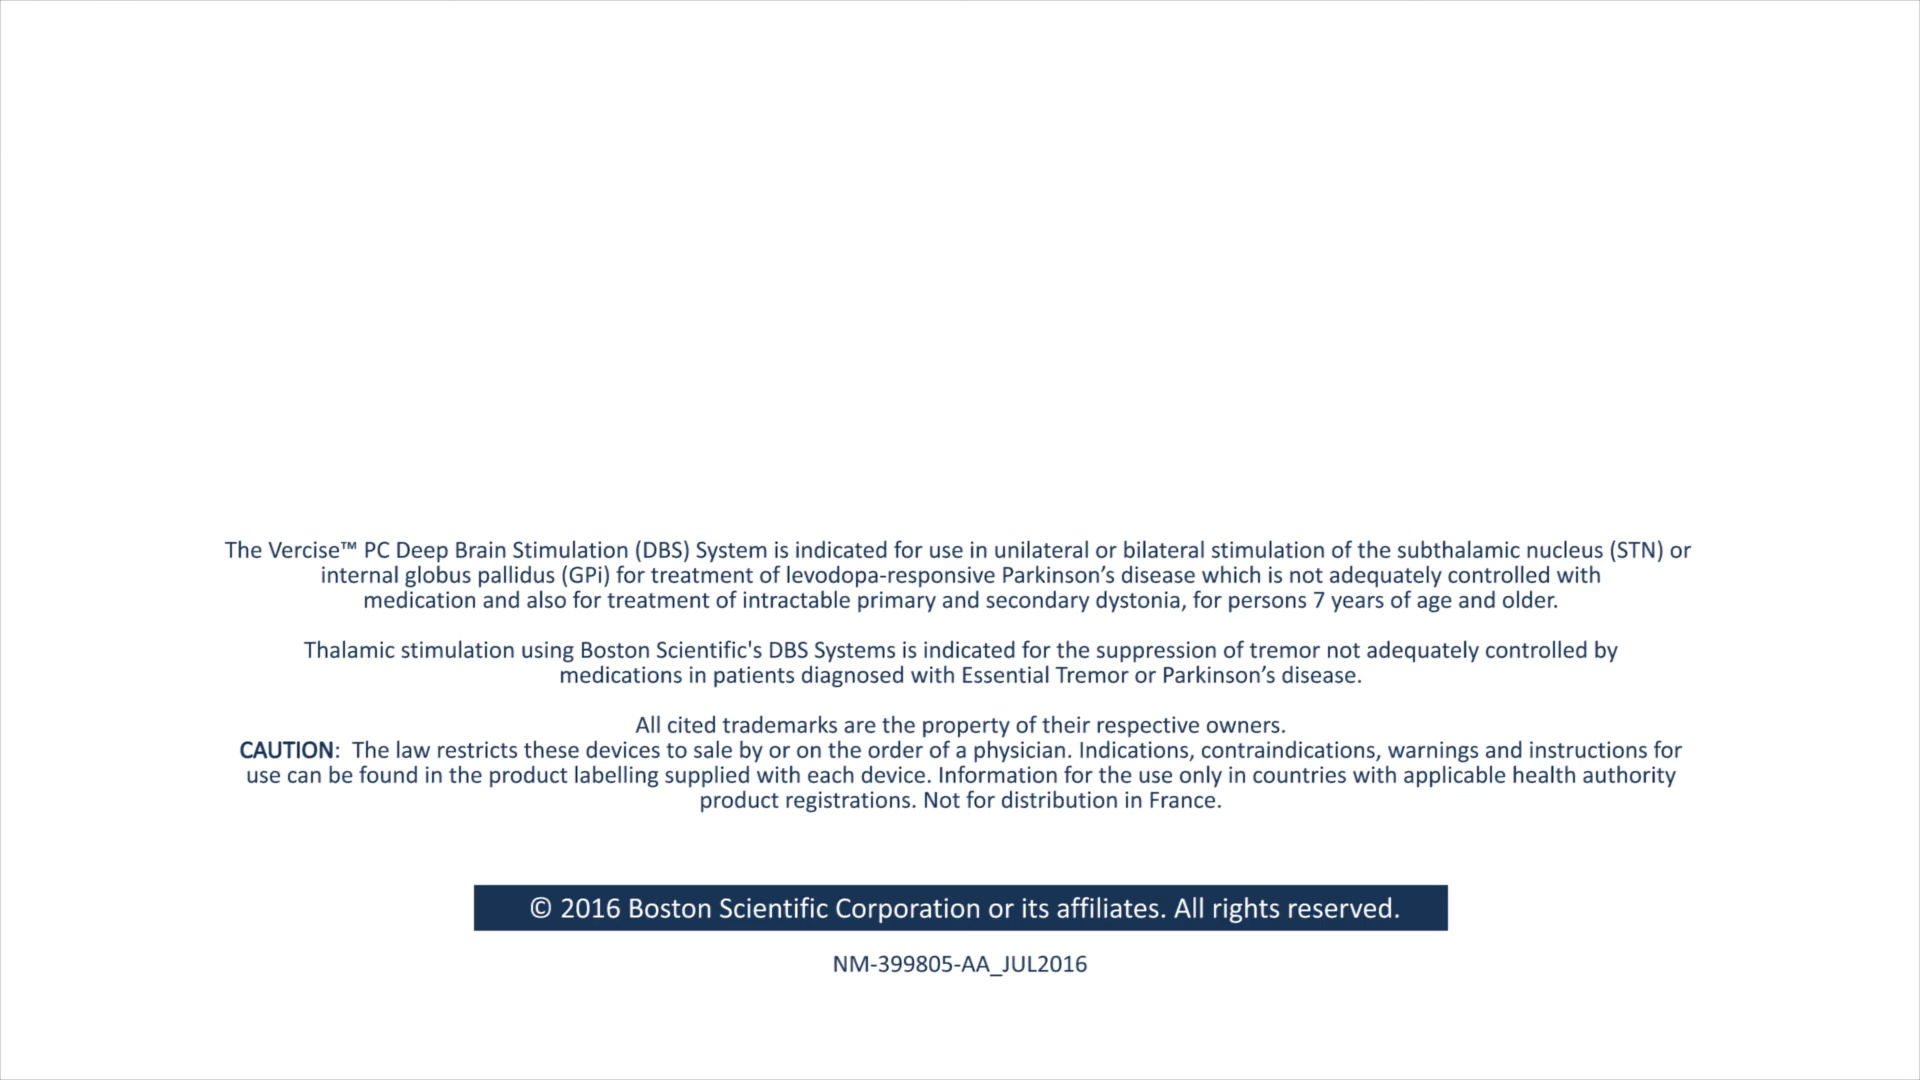 The Vercise™ PC Deep Brain Stimulation (DBS) System is indicated for use in unilateral or bilateral stimulation of the subthalamic nucleus (STN) or
internal globus pallidus (GPi) for treatment of levodopa-responsive Parkinson’s disease which is not adequately controlled with
medication and also for treatment of intractable primary and secondary dystonia, for persons 7 years of age and older.
Thalamic stimulation using Boston Scientific's DBS Systems is indicated for the suppression of tremor not adequately controlled by
medications in patients diagnosed with Essential Tremor or Parkinson’s disease.
All cited trademarks are the property of their respective owners.
CAUTION:  The law restricts these devices to sale by or on the order of a physician. Indications, contraindications, warnings and instructions for
use can be found in the product labelling supplied with each device. Information for the use only in countries with applicable health authority
product registrations. Not for distribution in France.
© 2016 Boston Scientific Corporation or its affiliates. All rights reserved.
NM-399805-AA_JUL2016